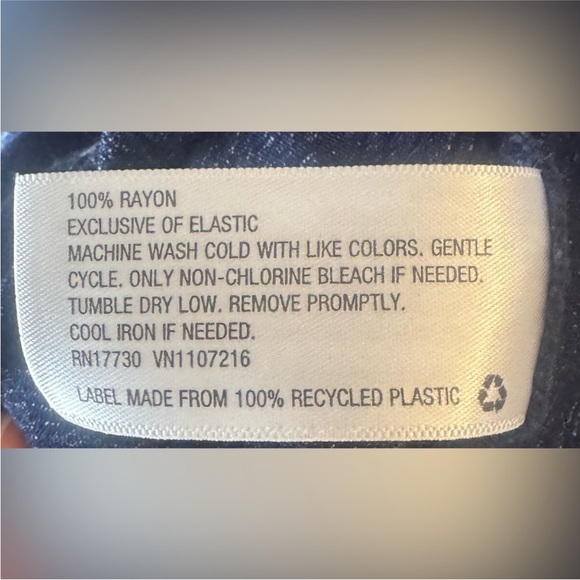 100% RAYON
EXCLUSIVE OF ELASTIC
MACHINE WASH COLD WITH LIKE COLORS. GENTLE
CYCLE. ONLY NON-CHLORINE BLEACH IF NEEDED.
TUMBLE DRY LOW. REMOVE PROMPTLY.
COOL IRON IF NEEDED.
RN17730 VN1107216
LABEL MADE FROM 100% RECYCLED PLASTIC